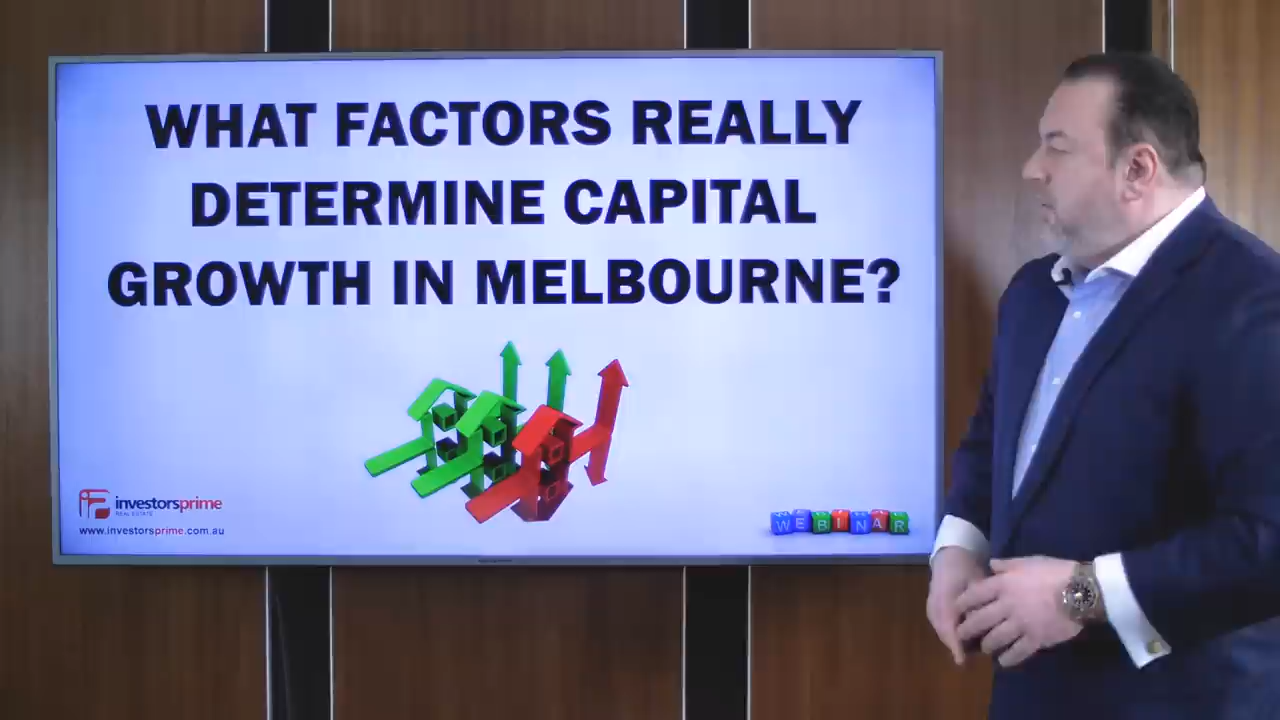 WHAT FACTORS REALLY
DETERMINE CAPITAL
GROWTH IN MELBOURNE?
investorsprime
REAL ESTATE
www.investorsprime.com.au
WEBINAR